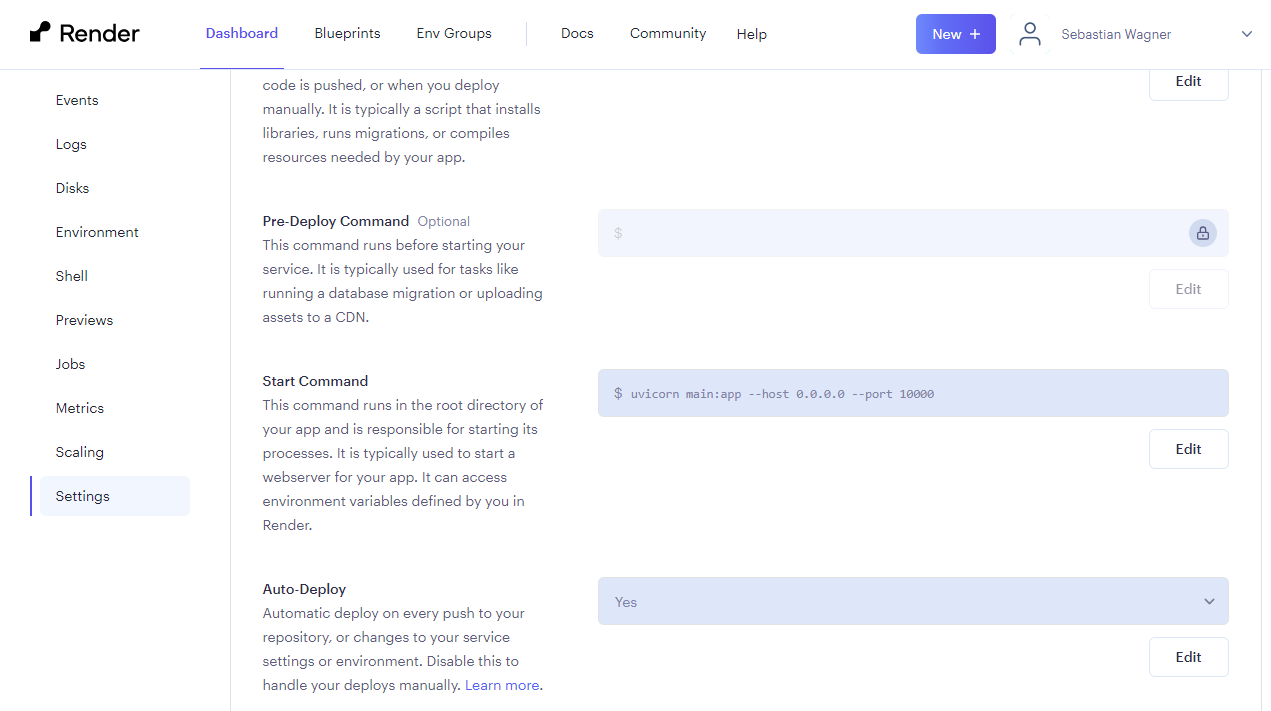 Render
Dashboard
Blueprints
Env Groups
Docs
Community
Help
New +
Sebastian Wagner
Events
Logs
Disks
Environment
Shell
Previews
Jobs
Metrics
Scaling
Settings
code is pushed, or when you deploy
manually. It is typically a script that installs
libraries, runs migrations, or compiles
resources needed by your app.
Edit
Pre-Deploy Command Optional
This command runs before starting your
service. It is typically used for tasks like
running a database migration or uploading
assets to a CDN.
$
Edit
Start Command
This command runs in the root directory of
your app and is responsible for starting its
processes. It is typically used to start a
webserver for your app. It can access
environment variables defined by you in
Render.
$ uvicorn main:app --host 0.0.0.0 --port 10000
Edit
Auto-Deploy
Automatic deploy on every push to your
repository, or changes to your service
settings or environment. Disable this to
handle your deploys manually. Learn more.
Yes
Edit